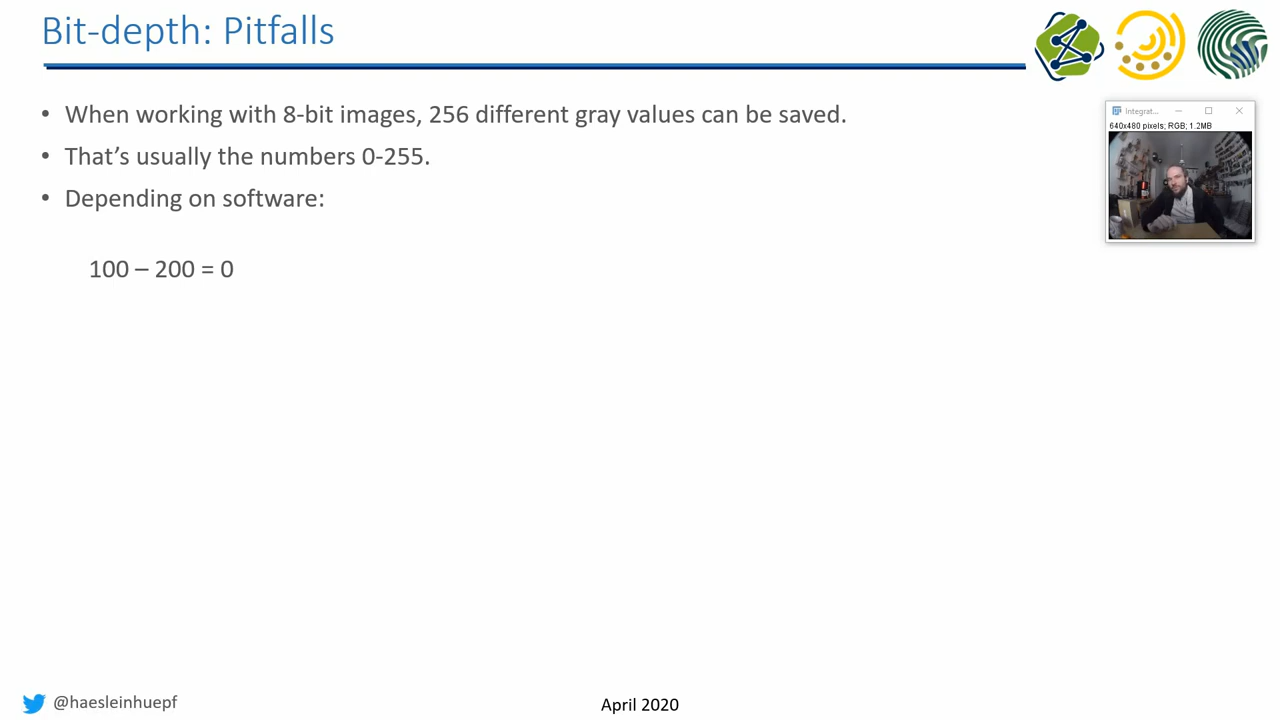 Bit-depth: Pitfalls
• When working with 8-bit images, 256 different gray values can be saved.
• That’s usually the numbers 0-255.
• Depending on software:
100 – 200 = 0
Integrat...
640x480 pixels; RGB; 1.2MB
@haesleinhuepf
April 2020